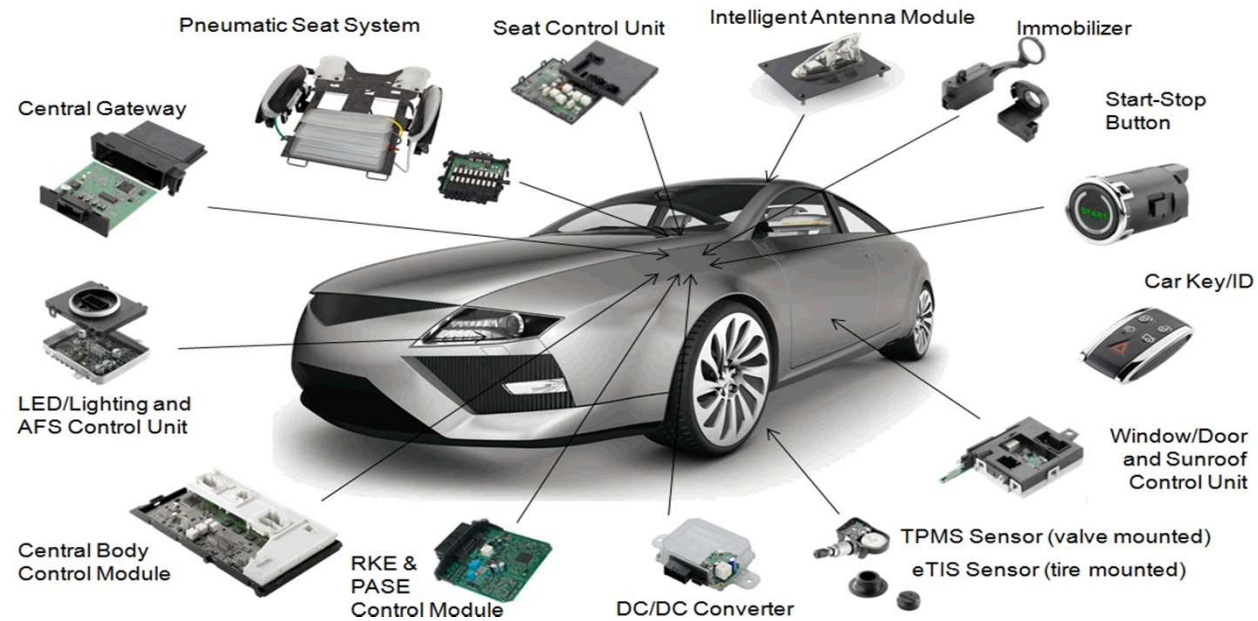 Pneumatic Seat System
Seat Control Unit
Intelligent Antenna Module
Immobilizer
Central Gateway
Start-Stop
Button
START
Car Key/ID
LED/Lighting and
AFS Control Unit
Window/Door
and Sunroof
Control Unit
Central Body
Control Module
RKE &
PASE
Control Module
DC/DC Converter
TPMS Sensor (valve mounted)
eTIS Sensor (tire mounted)